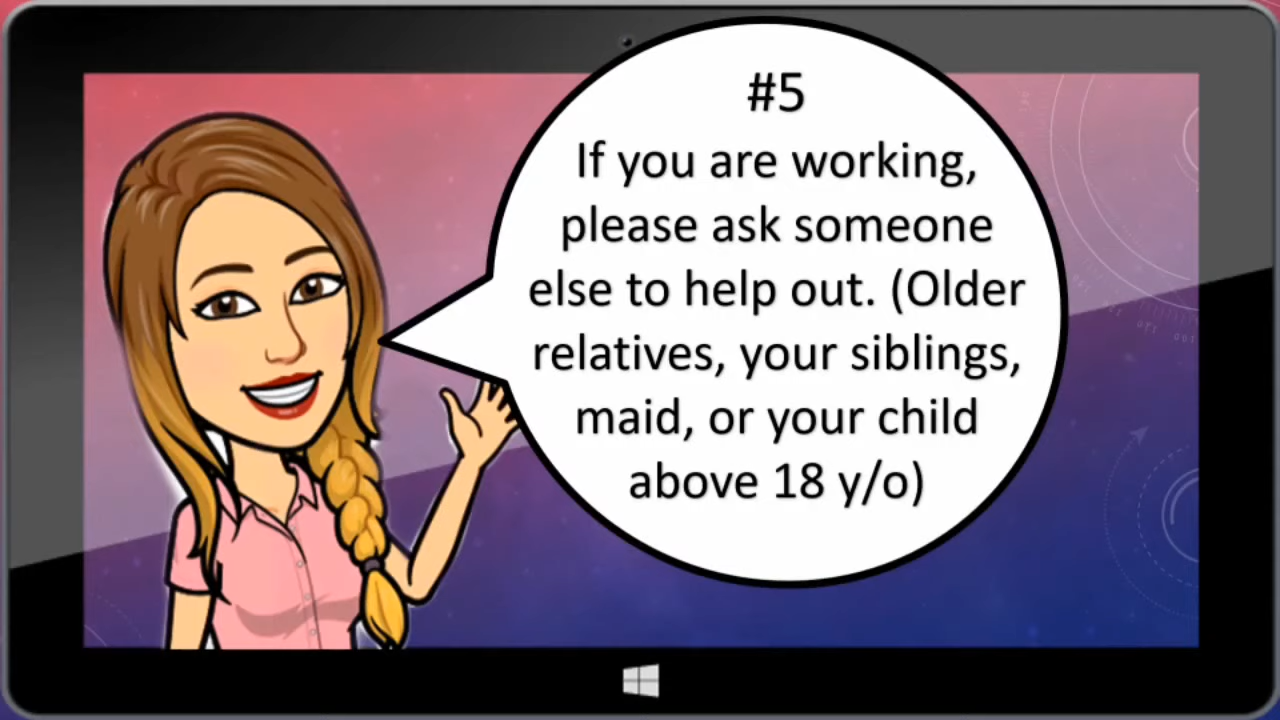 #5
If you are working,
please ask someone
else to help out. (Older
relatives, your siblings,
maid, or your child
above 18 y/o)